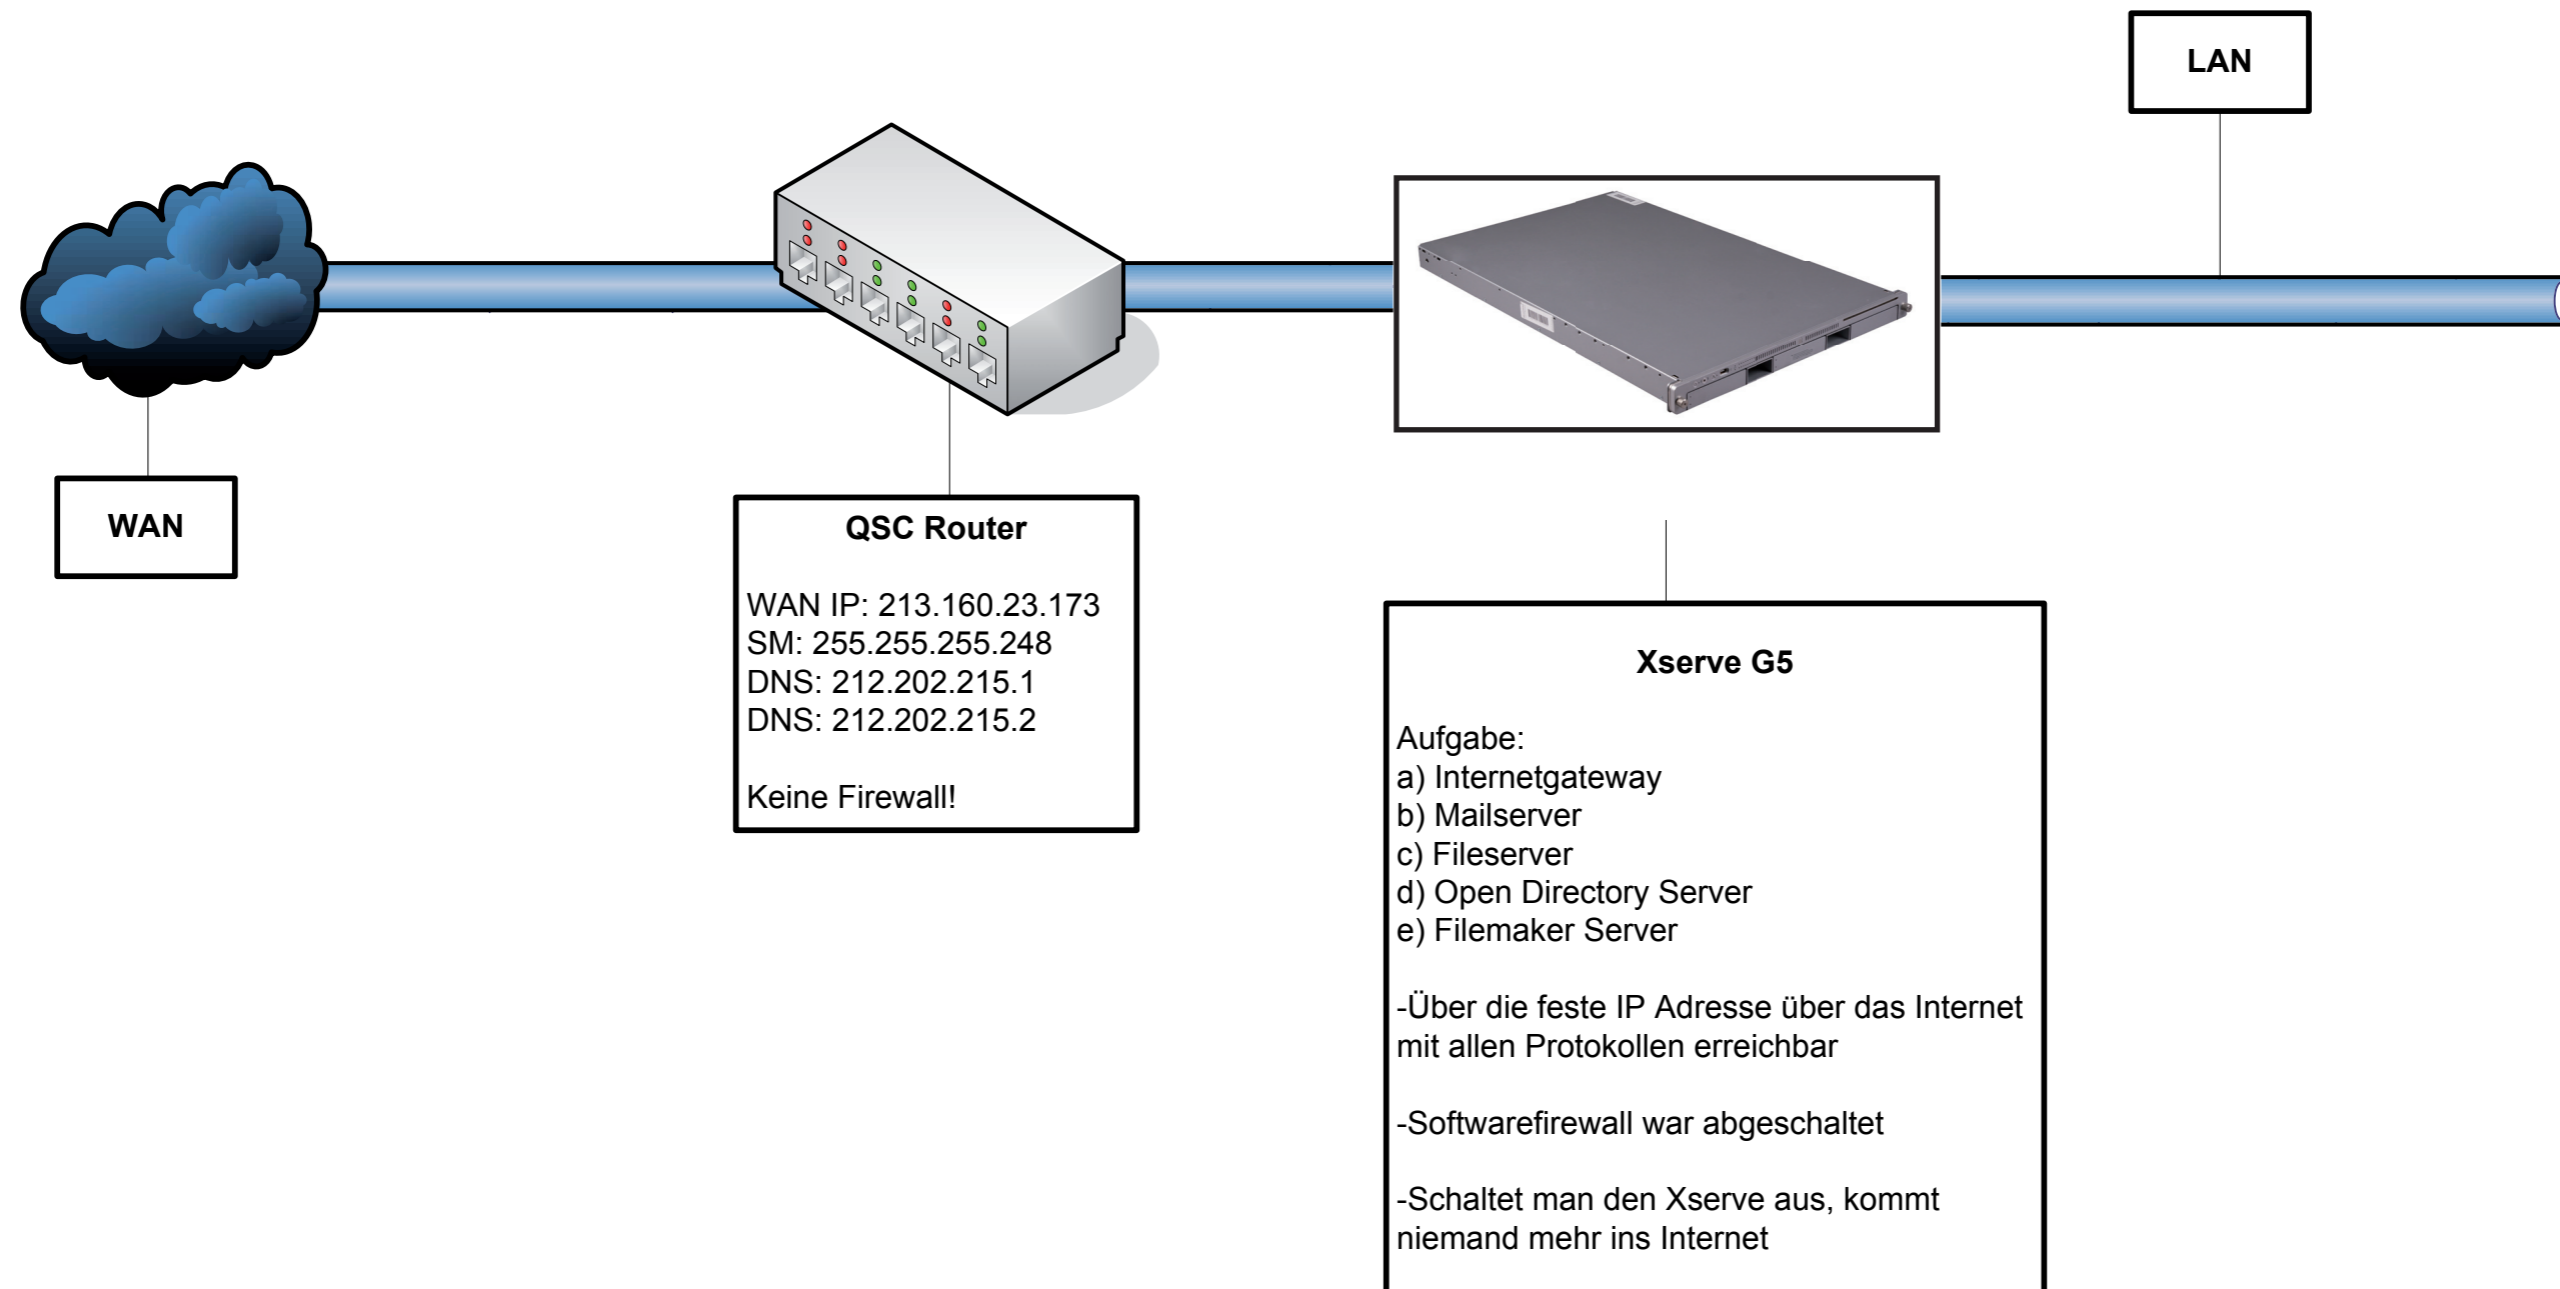 LAN
WAN
QSC Router
WAN IP: 213.160.23.173
SM: 255.255.255.248
DNS: 212.202.215.1
DNS: 212.202.215.2
Keine Firewall!
Xserve G5
Aufgabe:
a) Internetgateway
b) Mailserver
c) Fileserver
d) Open Directory Server
e) Filemaker Server
-Über die feste IP Adresse über das Internet
mit allen Protokollen erreichbar
-Softwarefirewall war abgeschaltet
-Schaltet man den Xserve aus, kommt
niemand mehr ins Internet